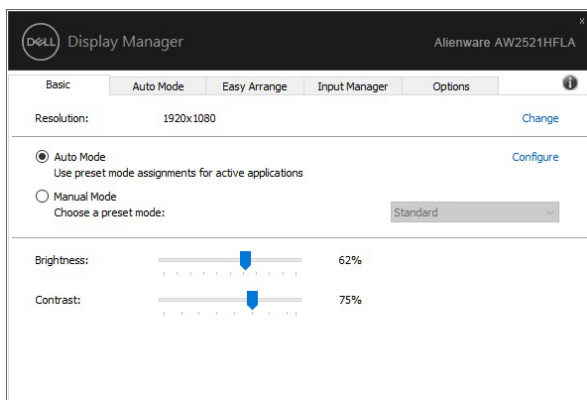 DELL Display Manager Alienware AW2521HFLA
x
Basic Auto Mode Easy Arrange Input Manager Options i
Resolution: 1920x1080 Change
Auto Mode Configure
Use preset mode assignments for active applications
Manual Mode
Choose a preset mode: Standard
Brightness: 62%
Contrast: 75%